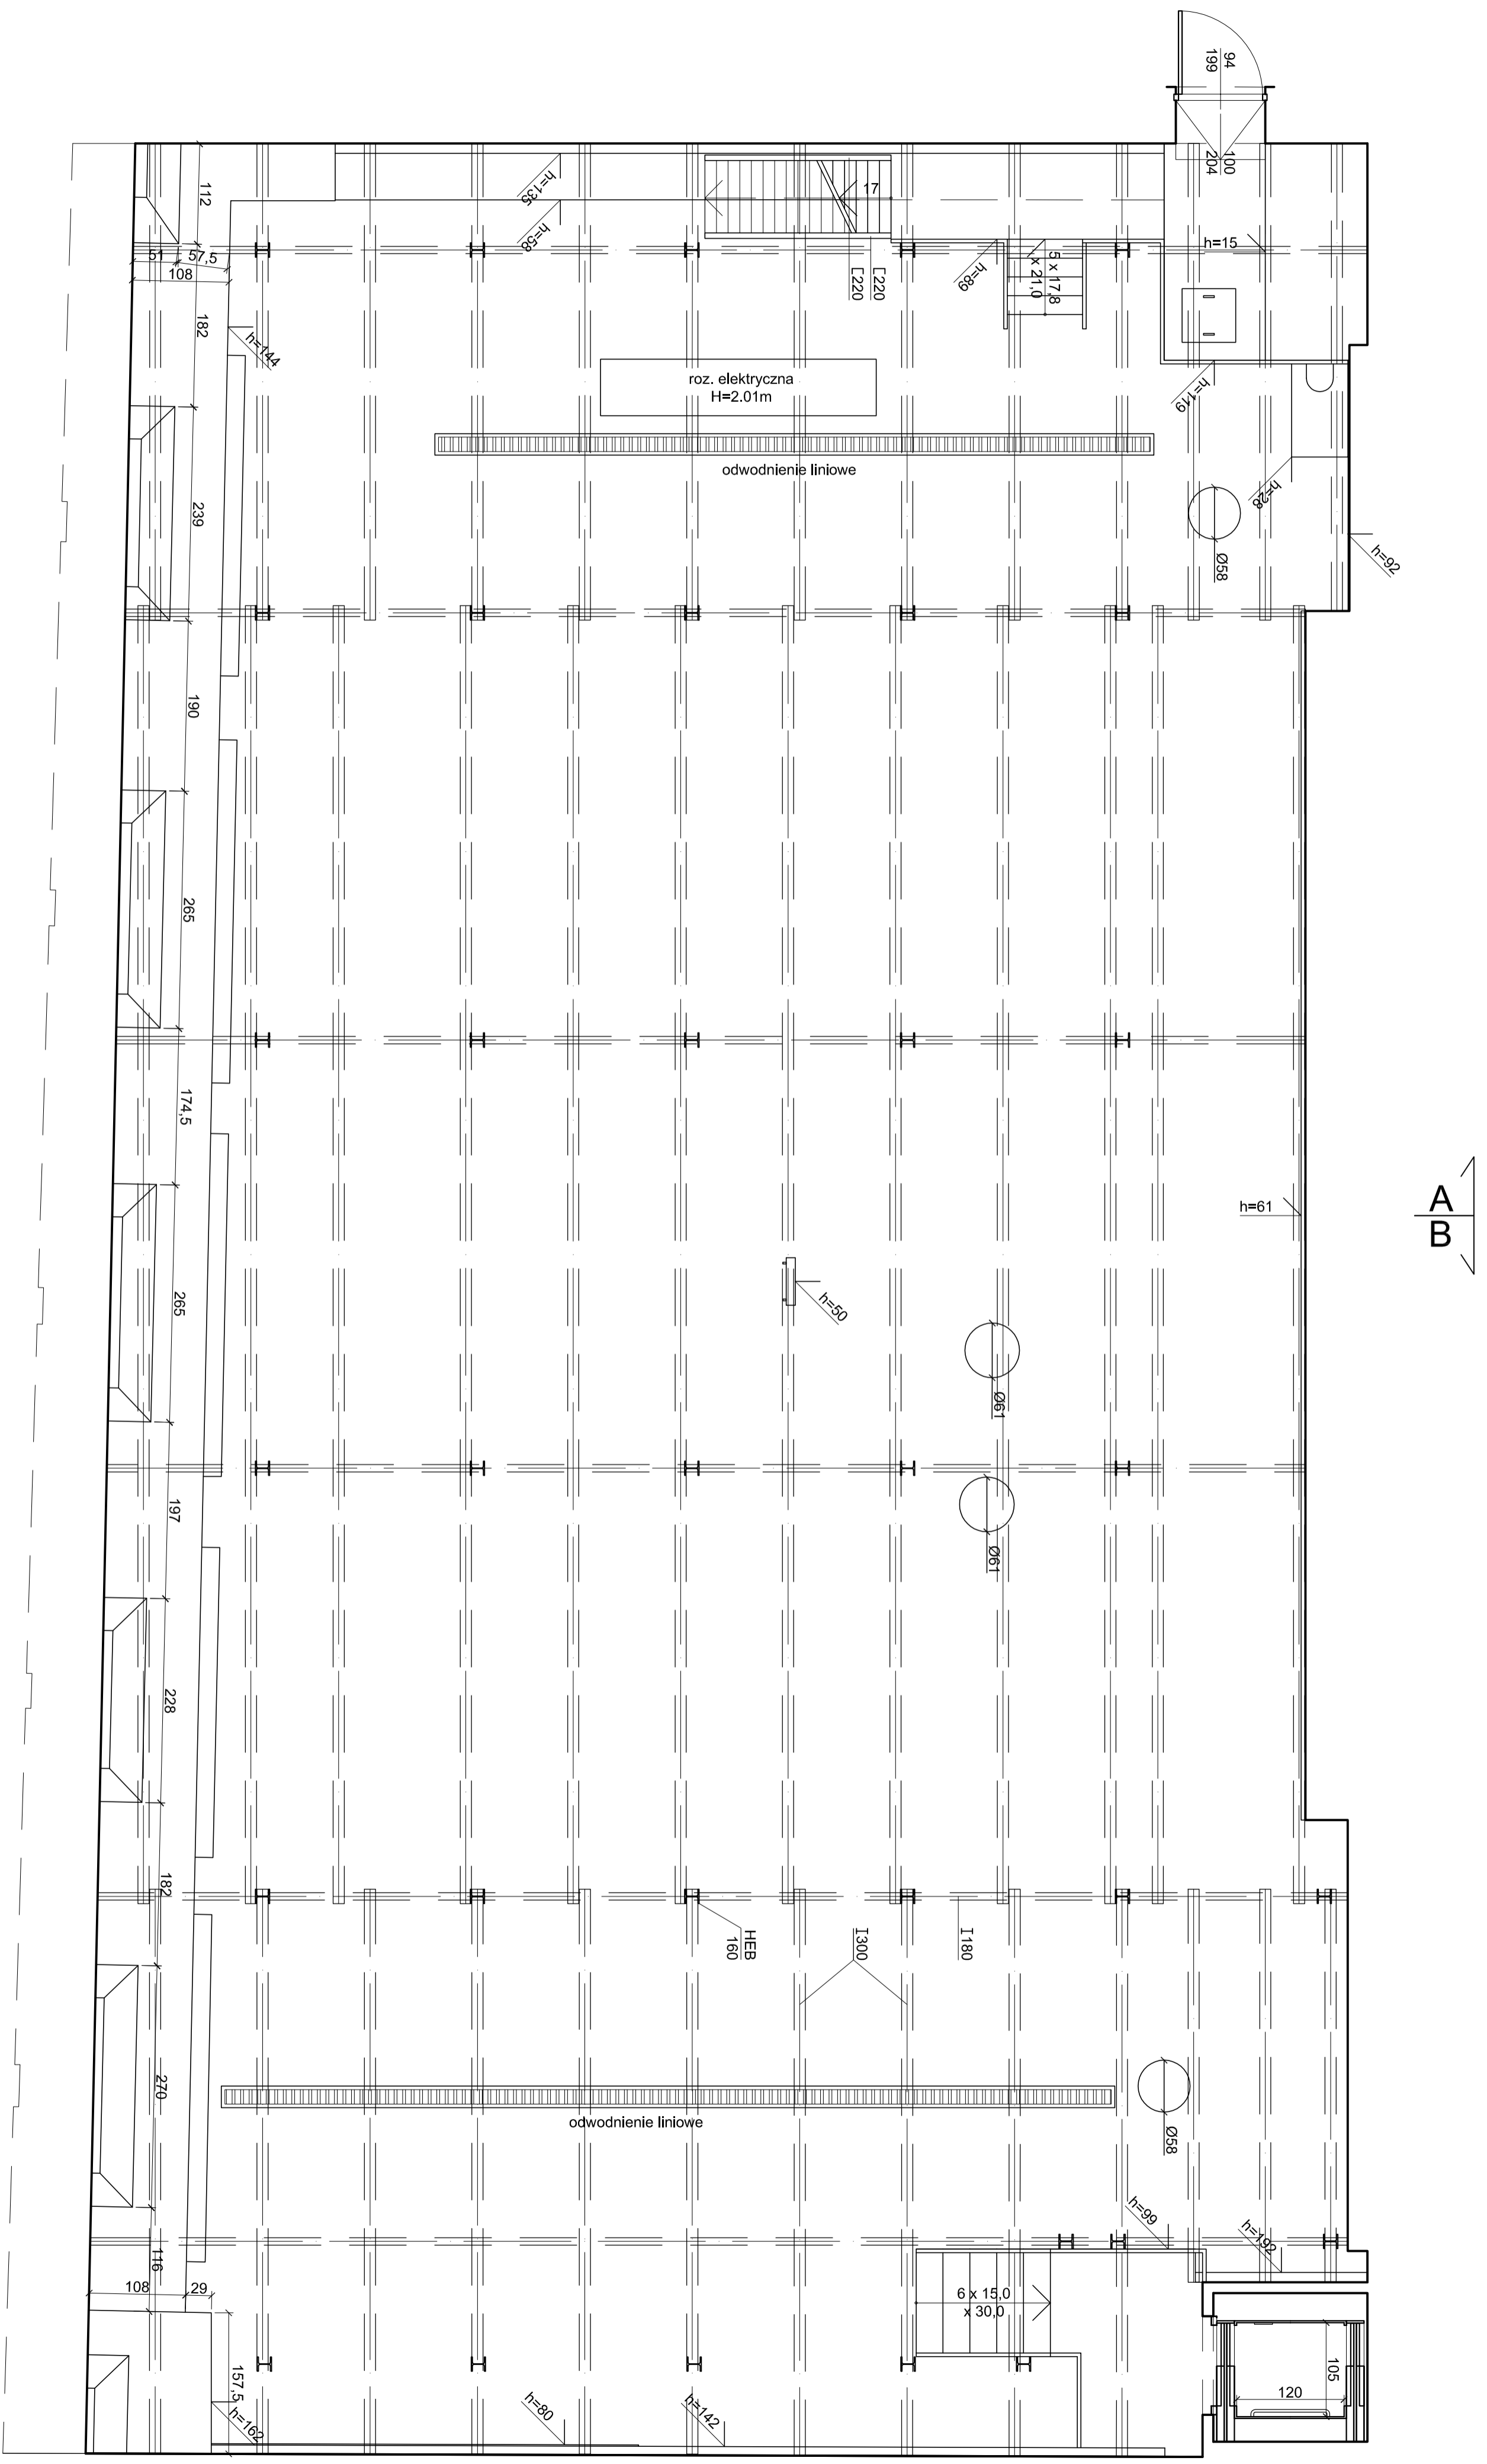 94
199
100
204
112
h=135
17
h=58
51
57,5
108
h=15
h=89
5 x 17,8
x 21,0
[220
[220
182
h=144
roz. elektryczna
H=2.01m
h=119
odwodnienie liniowe
h=28
239
Ø58
h=92
190
265
174,5
A
B
h=61
265
h=50
Ø61
197
Ø61
228
182
HEB
160
I300
I180
270
odwodnienie liniowe
Ø58
116
h=99
h=192
108
29
6 x 15,0
x 30,0
105
120
157,5
h=162
h=80
h=142